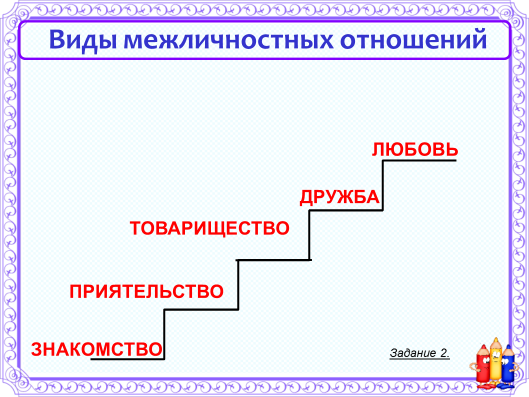 Виды межличностных отношений
ЛЮБОВЬ
ДРУЖБА
ТОВАРИЩЕСТВО
ПРИЯТЕЛЬСТВО
ЗНАКОМСТВО
Задание 2.